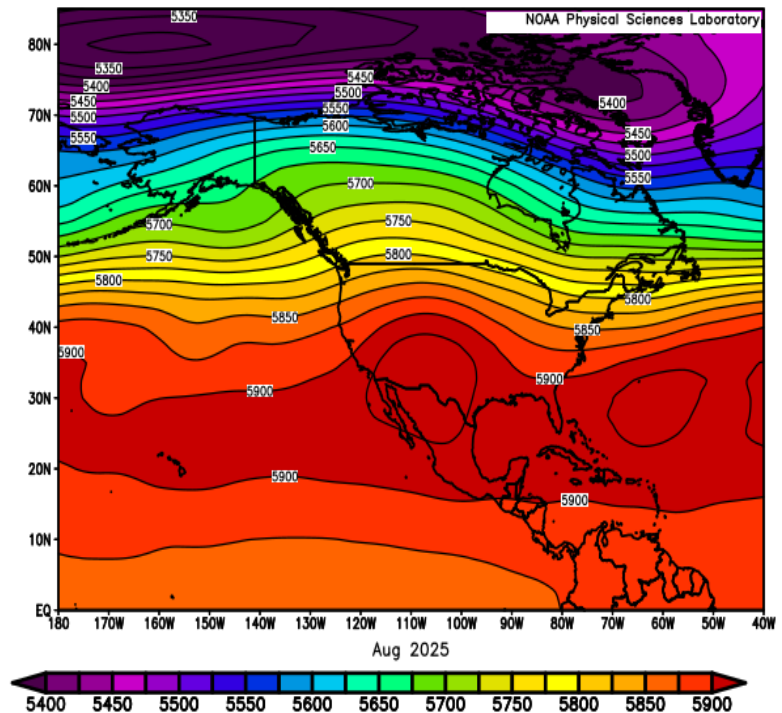 NOAA Physical Sciences Laboratory
5350
80N
5350
5400
5450
5500
5550
5450
5500
5550
5600
5650
5700
5400
5450
5500
5550
70N
60N
5700
5750
5800
5750
5800
5800
50N
5850
5850
40N
5900
5900
5900
30N
20N
5900
5900
10N
EQ
180 170W 160W 150W 140W 130W 120W 110W 100W 90W 80W 70W 60W 50W 40W
Aug 2025
5400 5450 5500 5550 5600 5650 5700 5750 5800 5850 5900